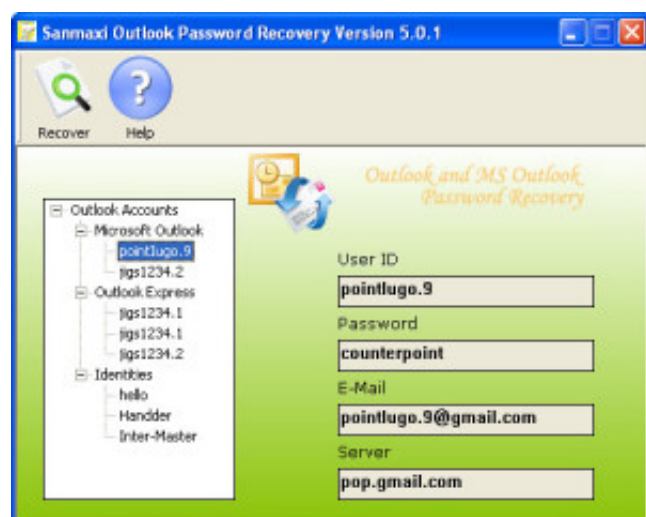 Sanmaxi Outlook Password Recovery Version 5.0.1
Recover Help
Outlook and MS Outlook
Password Recovery
Outlook Accounts
Microsoft Outlook
pointlugo.9
jigs1234.2
Outlook Express
jigs1234.1
jigs1234.1
jigs1234.2
Identities
hello
Handder
Inter-Master
User ID
pointlugo.9
Password
counterpoint
E-Mail
pointlugo.9@gmail.com
Server
pop.gmail.com